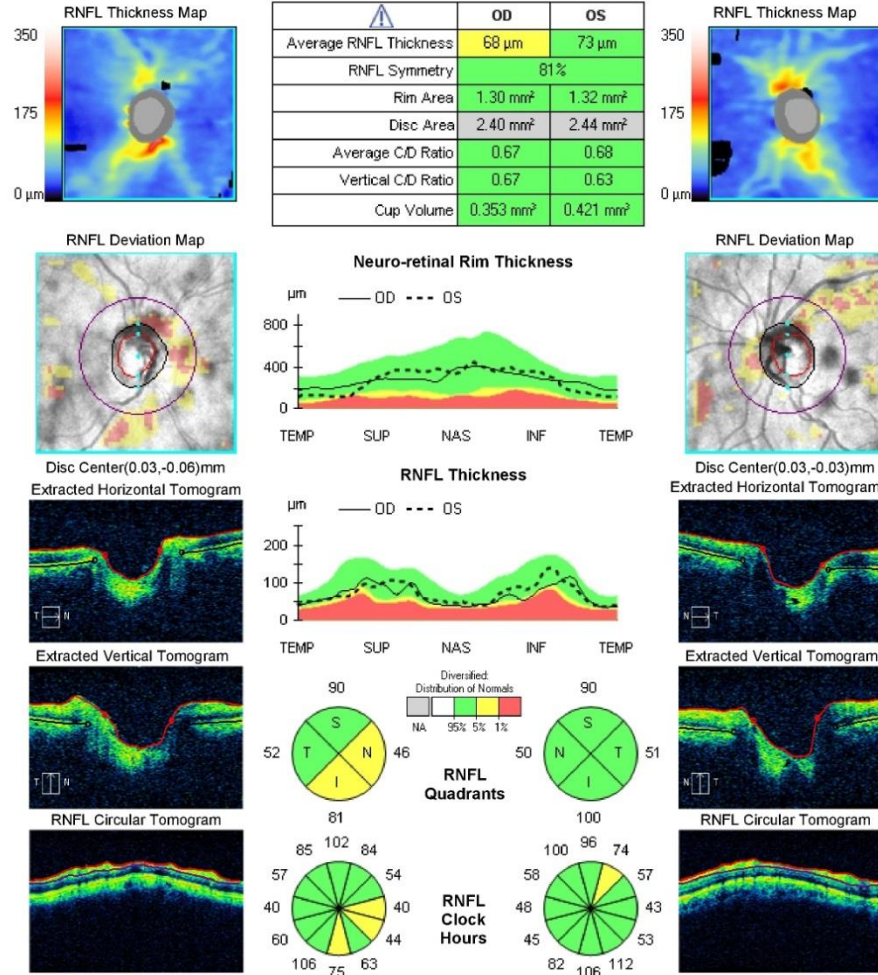 RNFL Thickness Map
350
175
0 µm
OD OS
Average RNFL Thickness 68 µm 73 µm
RNFL Symmetry 81%
Rim Area 1.30 mm² 1.32 mm²
Disc Area 2.40 mm² 2.44 mm²
Average C/D Ratio 0.67 0.68
Vertical C/D Ratio 0.67 0.63
Cup Volume 0.353 mm³ 0.421 mm³
RNFL Thickness Map
350
175
0 µm
RNFL Deviation Map
Disc Center(0.03,-0.06)mm
Neuro-retinal Rim Thickness
µm OD OS
800
400
0
TEMP SUP NAS INF TEMP
RNFL Deviation Map
Disc Center(0.03,-0.03)mm
Extracted Horizontal Tomogram
T N
RNFL Thickness
µm OD OS
200
100
0
TEMP SUP NAS INF TEMP
Extracted Horizontal Tomogram
T N
Extracted Vertical Tomogram
T N
Diversified:
Distribution of Normals
NA 95% 5% 1%
90
S
52 T N 46
I
81
RNFL
Quadrants
90
S
50 N T 51
I
100
Extracted Vertical Tomogram
T N
RNFL Circular Tomogram
102
85 84
57 54
40 40
60 44
106 63
75
RNFL
Clock
Hours
96
100 74
58 57
48 43
45 53
82 112
106
RNFL Circular Tomogram